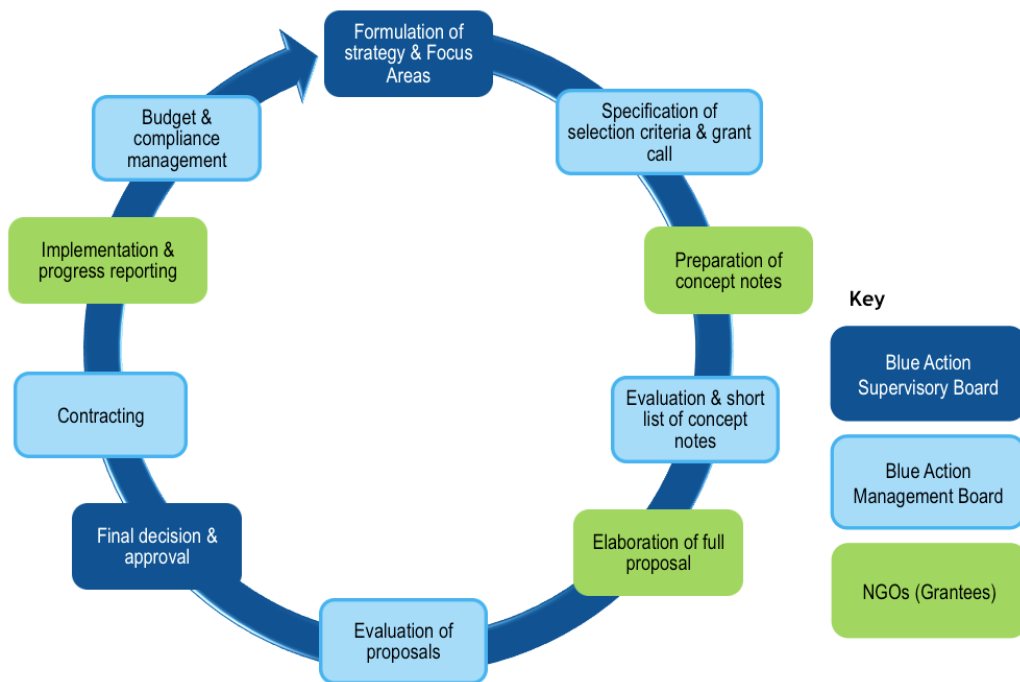 Formulation of
strategy & Focus
Areas
Specification of
selection criteria & grant
call
Preparation of
concept notes
Evaluation & short
list of concept
notes
Elaboration of full
proposal
Evaluation of
proposals
Final decision &
approval
Contracting
Implementation &
progress reporting
Budget &
compliance
management
Key
Blue Action
Supervisory Board
Blue Action
Management Board
NGOs (Grantees)